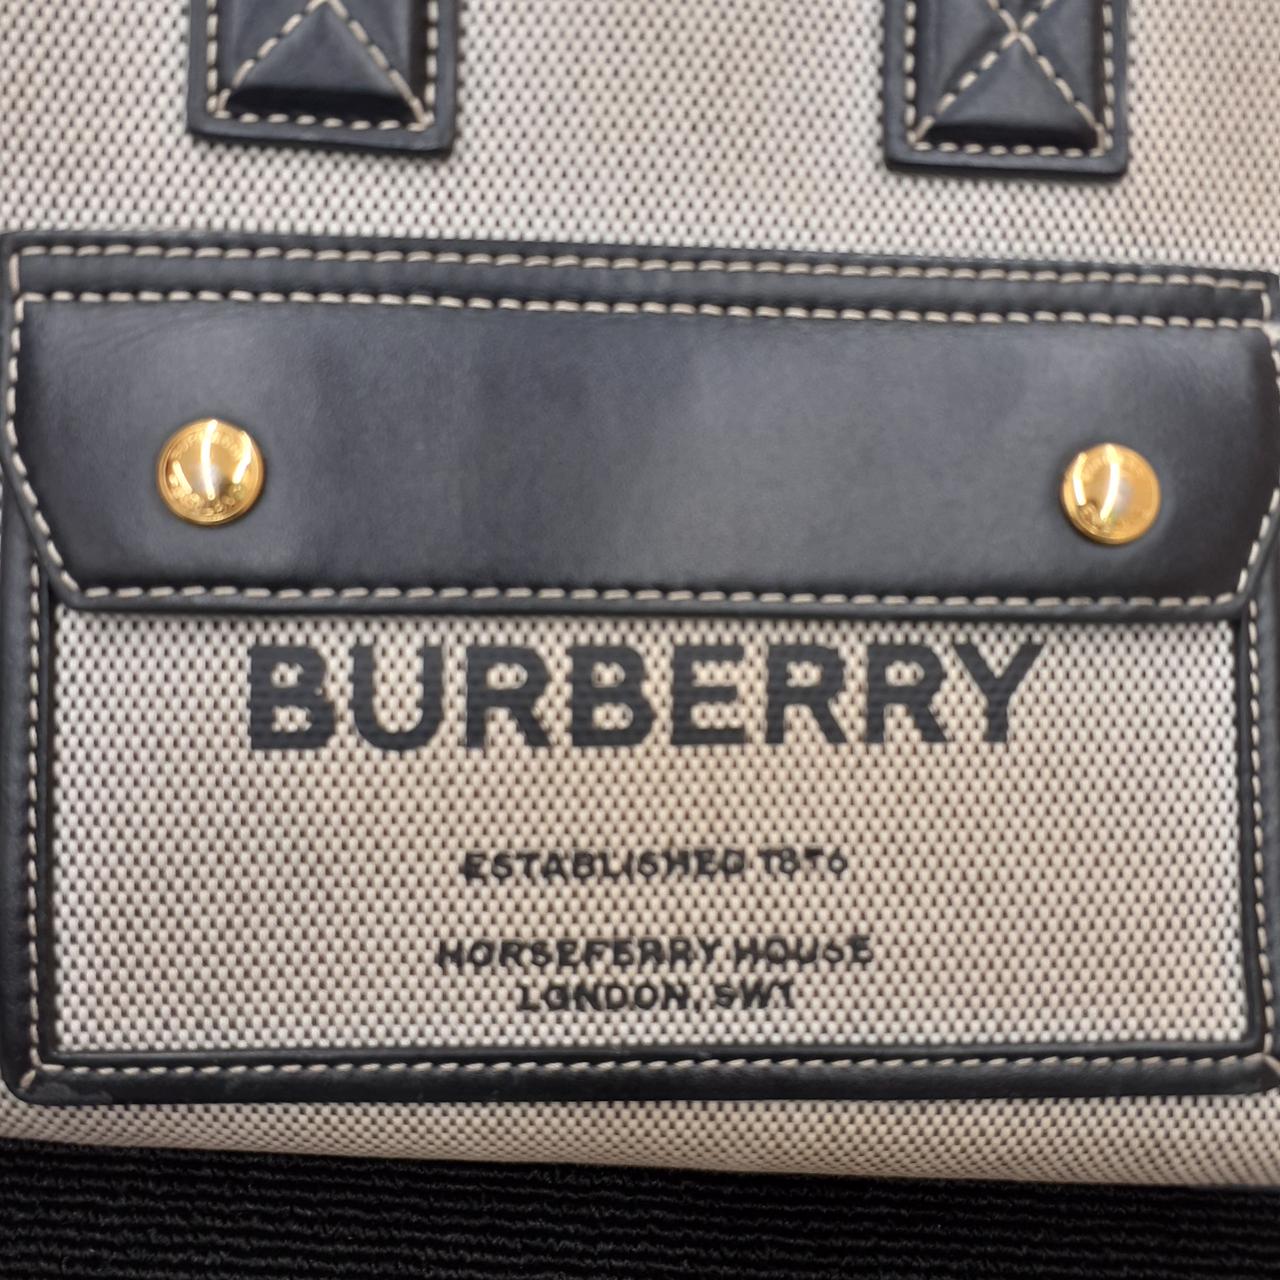 BURBERRY
ESTABLISHED 1856
HORSEFERRY HOUSE
LONDON, SW1